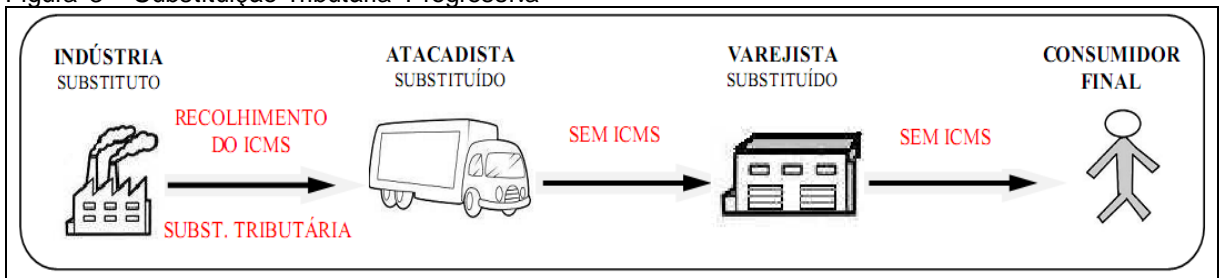 INDÚSTRIA
SUBSTITUTO
ATACADISTA
SUBSTITUÍDO
VAREJISTA
SUBSTITUÍDO
CONSUMIDOR
FINAL
RECOLHIMENTO
DO ICMS
SUBST. TRIBUTÁRIA
SEM ICMS
SEM ICMS